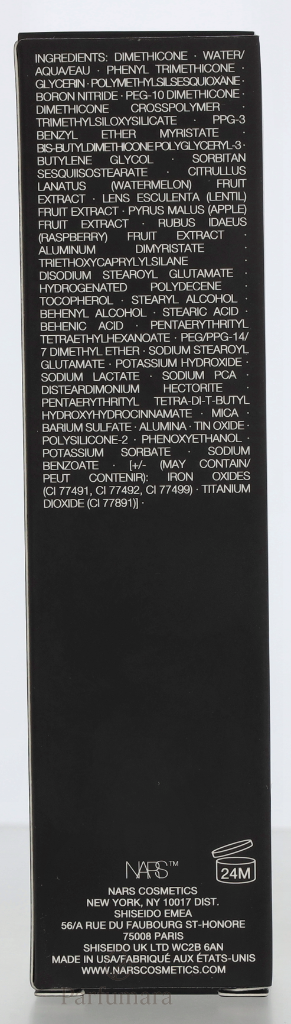 INGREDIENTS: DIMETHICONE · WATER/
AQUA/EAU · PHENYL TRIMETHICONE ·
GLYCERIN · POLYMETHYLSILSESQUIOXANE ·
BORON NITRIDE · PEG-10 DIMETHICONE ·
DIMETHICONE CROSSPOLYMER ·
TRIMETHYLSILOXYSILICATE · PPG-3
BENZYL ETHER MYRISTATE ·
BIS-BUTYLDIMETHICONE POLYGLYCERYL-3 ·
BUTYLENE GLYCOL · SORBITAN
SESQUIISOSTEARATE · CITRULLUS
LANATUS (WATERMELON) FRUIT
EXTRACT · LENS ESCULENTA (LENTIL)
FRUIT EXTRACT · PYRUS MALUS (APPLE)
FRUIT EXTRACT · RUBUS IDAEUS
(RASPBERRY) FRUIT EXTRACT ·
ALUMINUM DIMYRISTATE ·
TRIETHOXYCAPRYLYLSILANE ·
DISODIUM STEAROYL GLUTAMATE ·
HYDROGENATED POLYDECENE ·
TOCOPHEROL · STEARYL ALCOHOL ·
BEHENYL ALCOHOL · STEARIC ACID ·
BEHENIC ACID · PENTAERYTHRITYL
TETRAETHYLHEXANOATE · PEG/PPG-14/
7 DIMETHYL ETHER · SODIUM STEAROYL
GLUTAMATE · POTASSIUM HYDROXIDE ·
SODIUM LACTATE · SODIUM PCA ·
DISTEARDIMONIUM HECTORITE ·
PENTAERYTHRITYL TETRA-DI-T-BUTYL
HYDROXYHYDROCINNAMATE · MICA ·
BARIUM SULFATE · ALUMINA · TIN OXIDE ·
POLYSILICONE-2 · PHENOXYETHANOL ·
POTASSIUM SORBATE · SODIUM
BENZOATE · [+/- (MAY CONTAIN/
PEUT CONTENIR): IRON OXIDES
(CI 77491, CI 77492, CI 77499) · TITANIUM
DIOXIDE (CI 77891)] ·
NARS™
24M
NARS COSMETICS
NEW YORK, NY 10017 DIST.
SHISEIDO EMEA
56/A RUE DU FAUBOURG ST-HONORE
75008 PARIS
SHISEIDO UK LTD WC2B 6AN
MADE IN USA/FABRIQUÉ AUX ÉTATS-UNIS
WWW.NARSCOSMETICS.COM
Parfumara